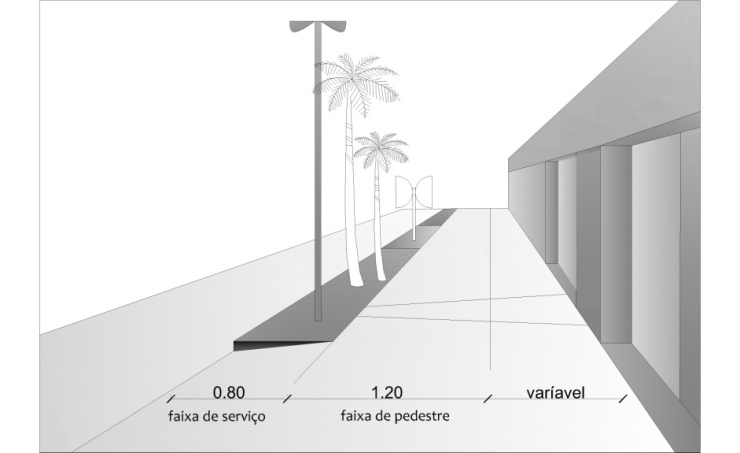 0.80 1.20 varíavel
faixa de serviço faixa de pedestre